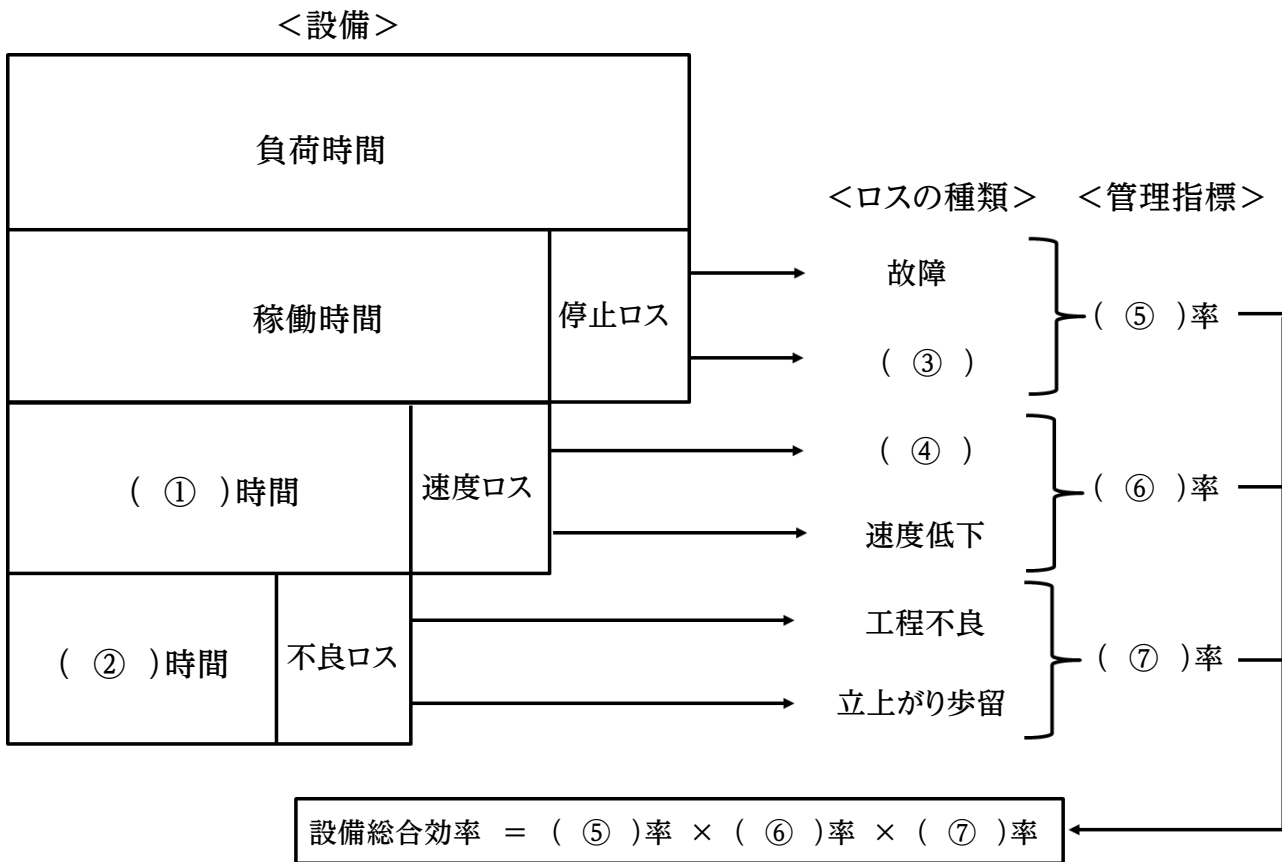 ＜設備＞
負荷時間
＜ロスの種類＞ ＜管理指標＞
稼働時間
停止ロス
故障
( ③ )
( ⑤ )率
( ① )時間
速度ロス
( ④ )
速度低下
( ⑥ )率
( ② )時間
不良ロス
工程不良
立上がり歩留
( ⑦ )率
設備総合効率 = ( ⑤ )率 × ( ⑥ )率 × ( ⑦ )率